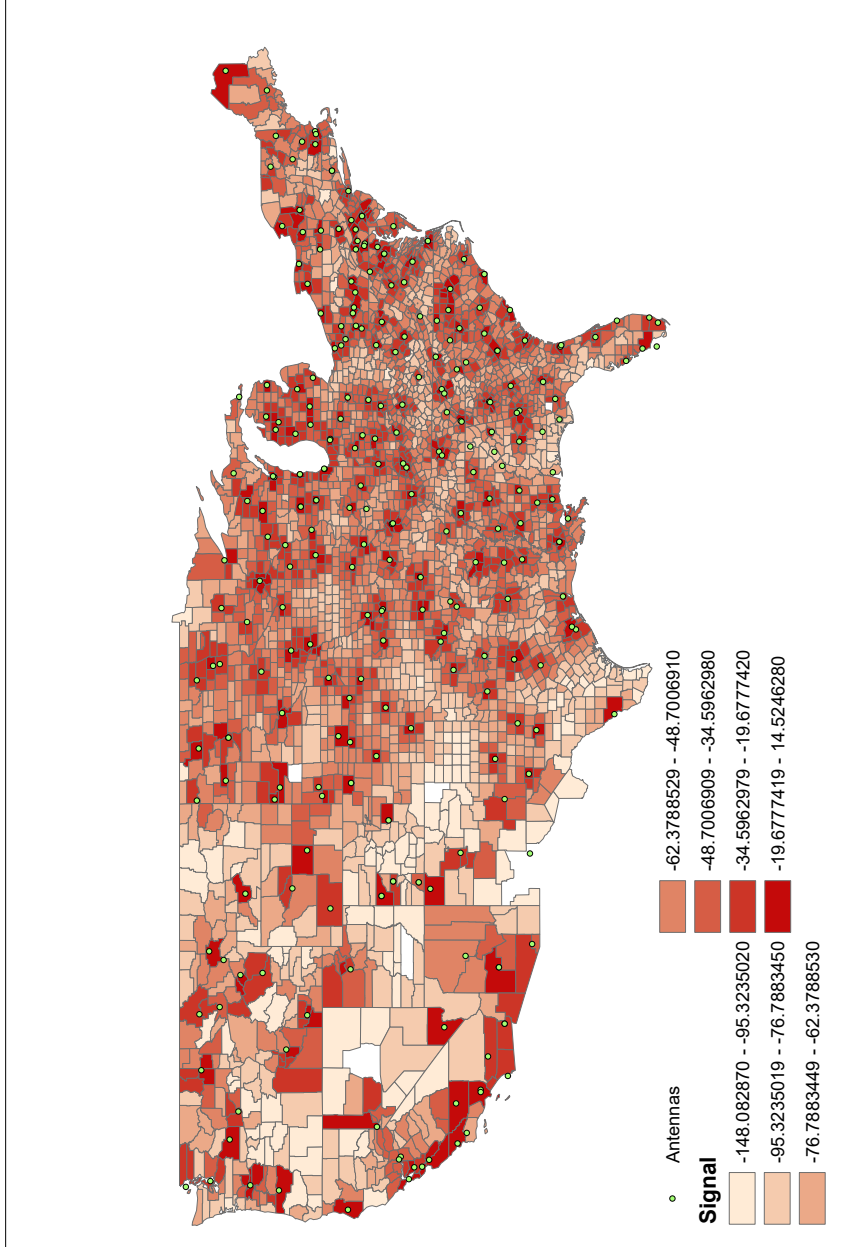 Antennas
Signal
-148.082870 - -95.3235020
-95.3235019 - -76.7883450
-76.7883449 - -62.3788530
-62.3788529 - -48.7006910
-48.7006909 - -34.5962980
-34.5962979 - -19.6777420
-19.6777419 - 14.5246280